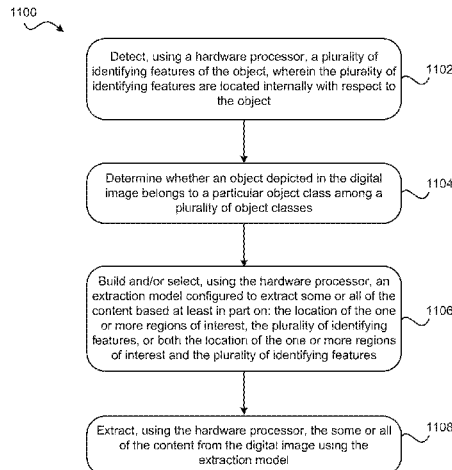 1100
Detect, using a hardware processor, a plurality of
identifying features of the object, wherein the plurality of
identifying features are located internally with respect to
the object
1102
Determine whether an object depicted in the digital
image belongs to a particular object class among a
plurality of object classes
1104
Build and/or select, using the hardware processor, an
extraction model configured to extract some or all of the
content based at least in part on: the location of the one
or more regions of interest, the plurality of identifying
features, or both the location of the one or more regions
of interest and the plurality of identifying features
1106
Extract, using the hardware processor, the some or all
of the content from the digital image using the
extraction model
1108